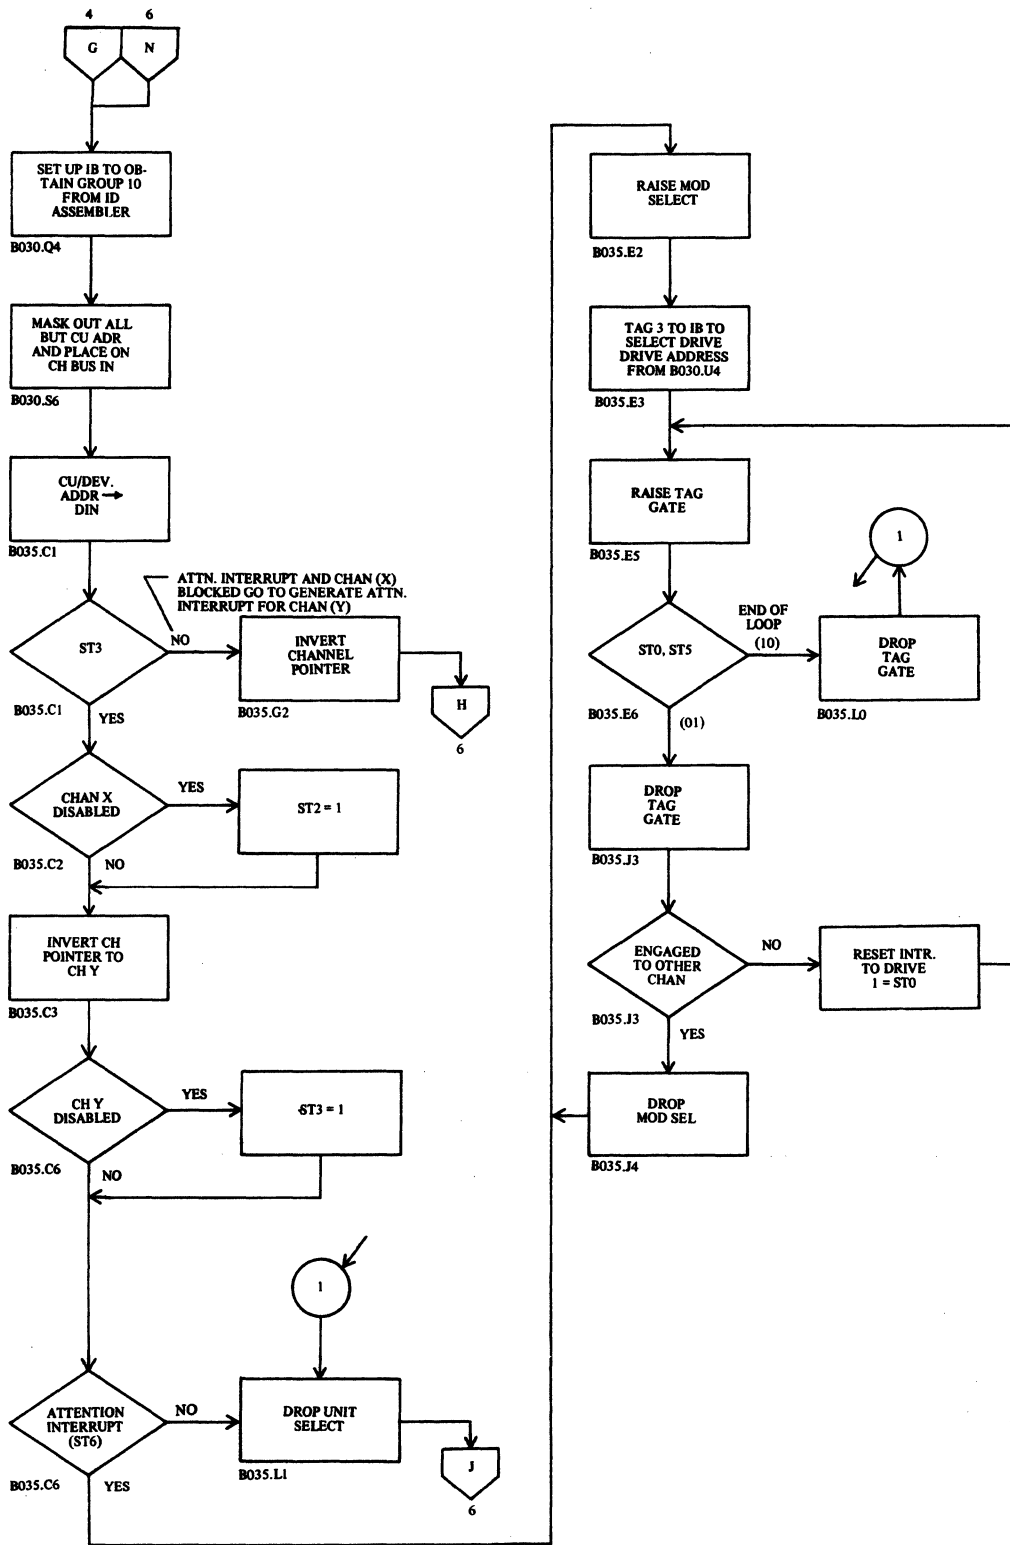 4
6
G
N
SET UP IB TO OB-
TAIN GROUP 10
FROM ID
ASSEMBLER
B030.Q4
MASK OUT ALL
BUT CU ADR
AND PLACE ON
CH BUS IN
B030.S6
CU/DEV.
ADDR →
DIN
B035.C1
ATTN. INTERRUPT AND CHAN (X)
BLOCKED GO TO GENERATE ATTN.
INTERRUPT FOR CHAN (Y)
ST3
NO
B035.C1
YES
INVERT
CHANNEL
POINTER
B035.G2
H
6
CHAN X
DISABLED
YES
B035.C2
NO
ST2 = 1
INVERT CH
POINTER TO
CH Y
B035.C3
CH Y
DISABLED
YES
B035.C6
NO
ST3 = 1
1
ATTENTION
INTERRUPT
(ST6)
NO
B035.C6
YES
DROP UNIT
SELECT
B035.L1
J
6
RAISE MOD
SELECT
B035.E2
TAG 3 TO IB TO
SELECT DRIVE
DRIVE ADDRESS
FROM B030.U4
B035.E3
RAISE TAG
GATE
B035.E5
1
ST0, ST5
END OF
LOOP
(10)
B035.E6
(01)
DROP
TAG
GATE
B035.L0
DROP
TAG
GATE
B035.J3
ENGAGED
TO OTHER
CHAN
NO
B035.J3
YES
RESET INTR.
TO DRIVE
1 = ST0
DROP
MOD SEL
B035.J4